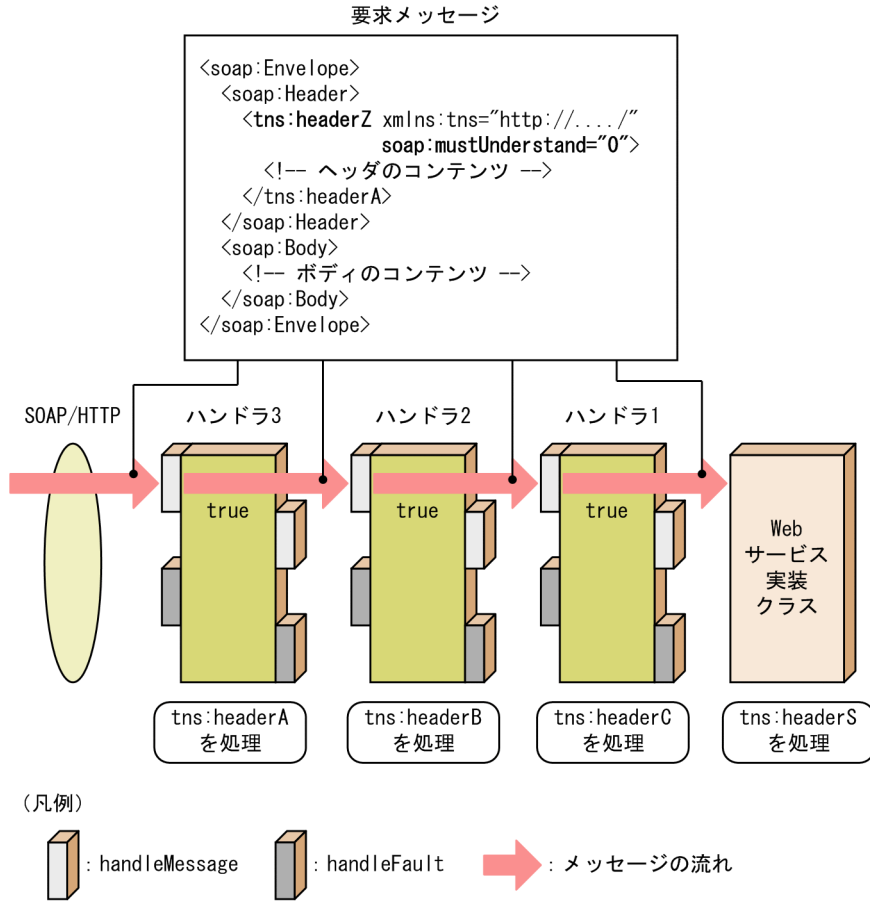 要求メッセージ
<soap:Envelope>
<soap:Header>
<tns:headerZ xmlns:tns="http://..../"
soap:mustUnderstand="0">
<!-- ヘッダのコンテンツ -->
</tns:headerA>
</soap:Header>
<soap:Body>
<!-- ボディのコンテンツ -->
</soap:Body>
</soap:Envelope>
SOAP/HTTP
ハンドラ3
ハンドラ2
ハンドラ1
true
true
true
Web
サービス
実装
クラス
tns:headerA
を処理
tns:headerB
を処理
tns:headerC
を処理
tns:headerS
を処理
(凡例)
: handleMessage
: handleFault
: メッセージの流れ